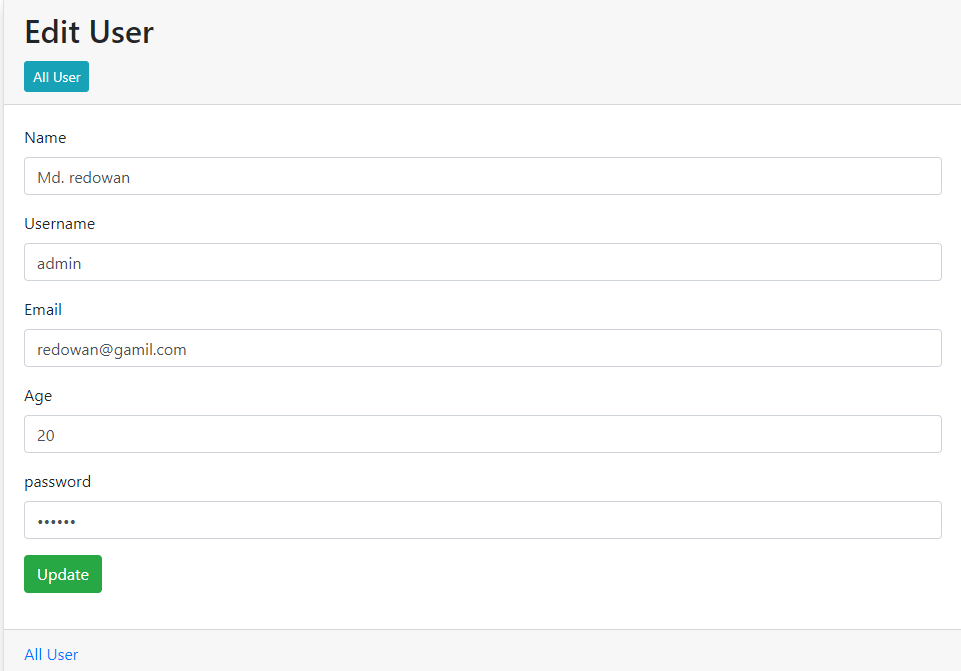 Edit User
All User
Name
Md. redowan
Username
admin
Email
redowan@gamil.com
Age
20
password
••••••
Update
All User